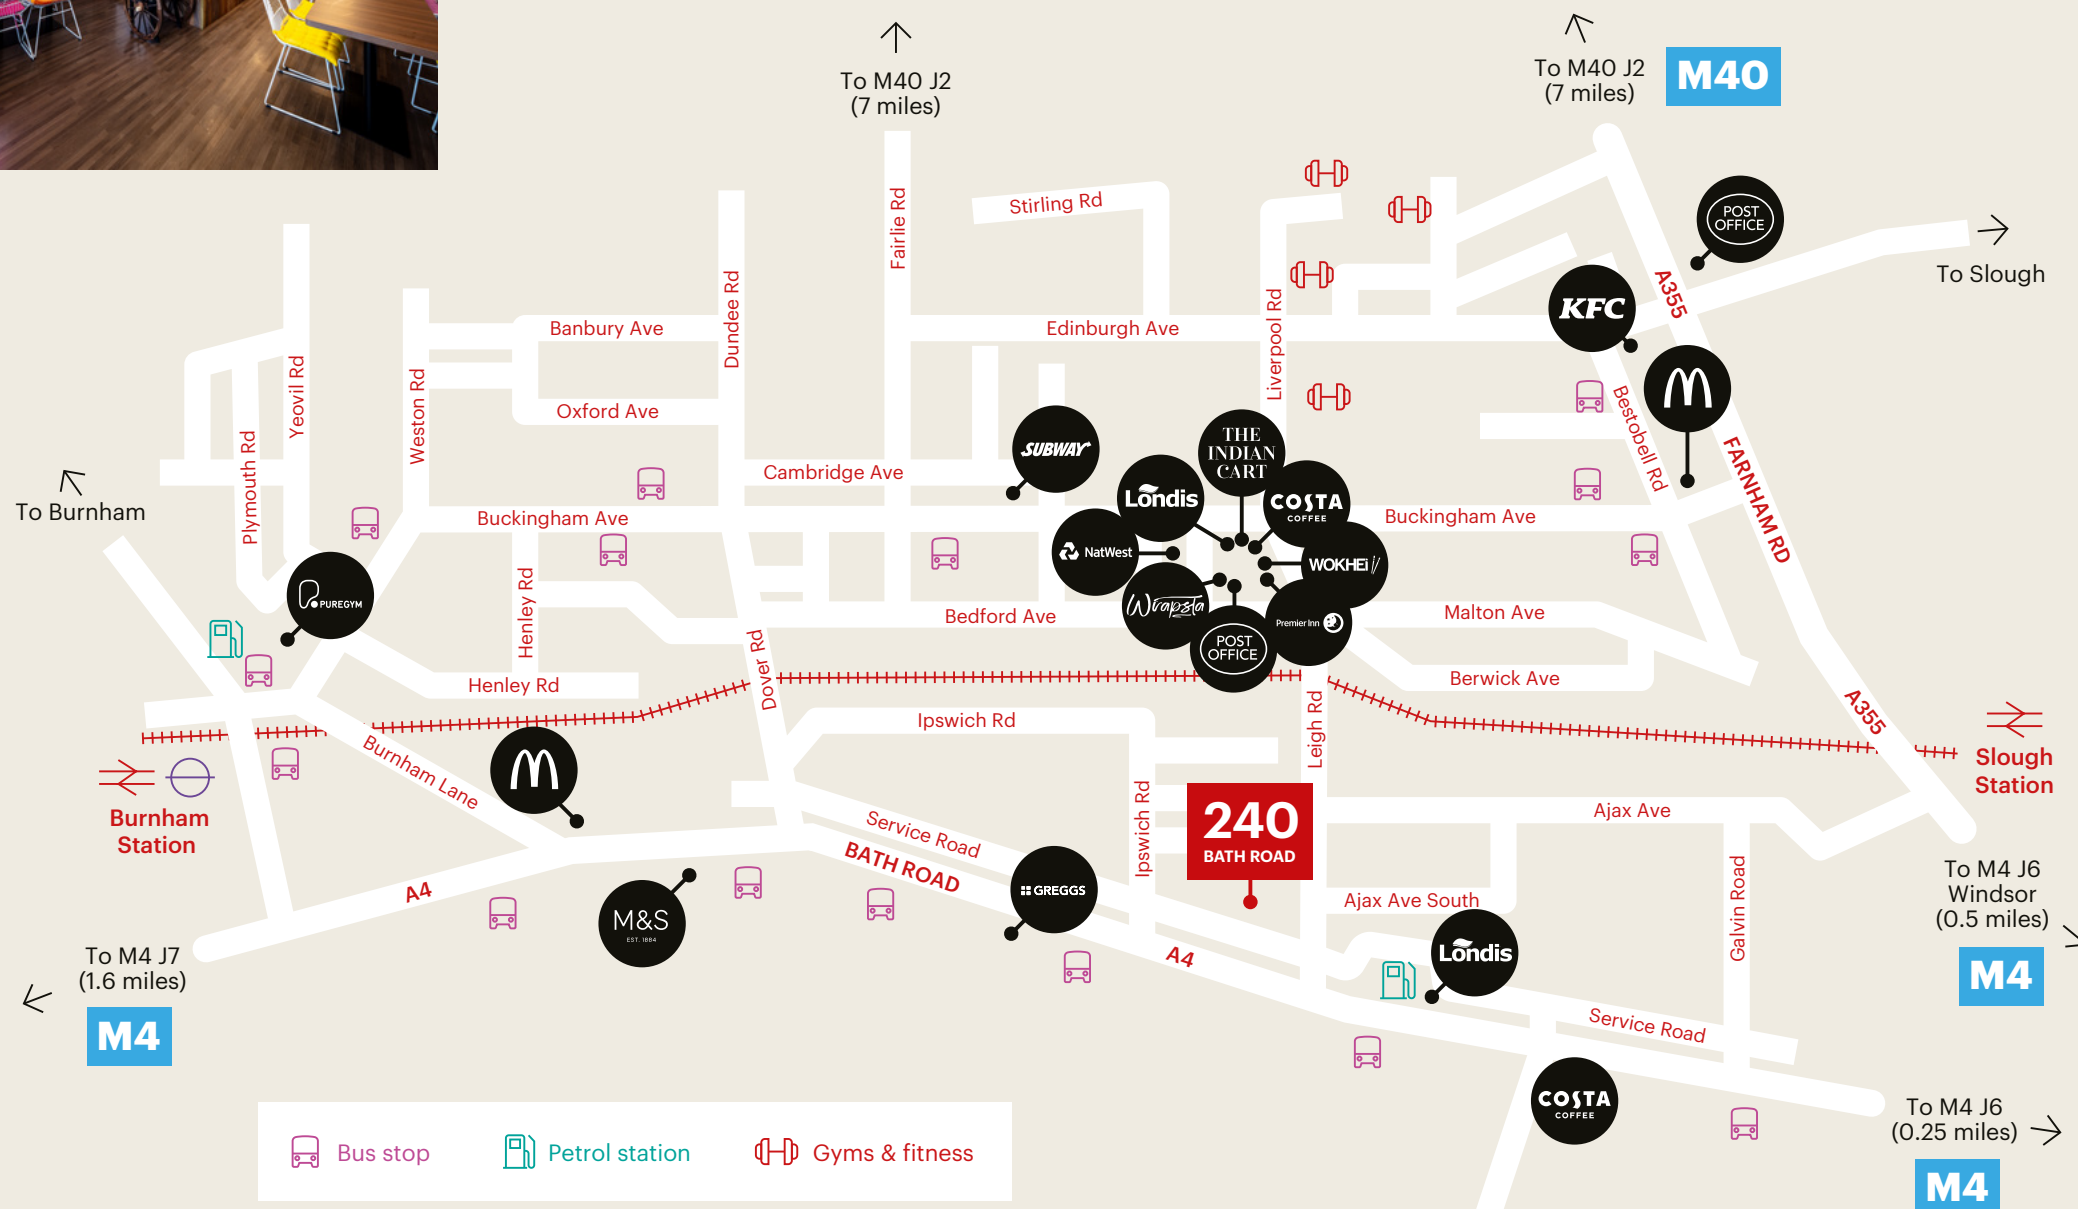 To M40 J2
(7 miles)
To M40 J2
(7 miles)
M40
POST
OFFICE
To Slough
Stirling Rd
Fairlie Rd
Dundee Rd
Liverpool Rd
A355
KFC
Banbury Ave
Edinburgh Ave
Yeovil Rd
Weston Rd
Plymouth Rd
Oxford Ave
Bestobell Rd
SUBWAY
THE
INDIAN
CART
Cambridge Ave
FARNHAM RD
To Burnham
Londis
COSTA
COFFEE
Buckingham Ave
Buckingham Ave
NatWest
WOKHEi
PUREGYM
Henley Rd
Wrapsta
Bedford Ave
Premier Inn
Malton Ave
POST
OFFICE
Dover Rd
Henley Rd
Berwick Ave
Ipswich Rd
Leigh Rd
A355
Slough
Station
Burnham Lane
Burnham
Station
Ipswich Rd
240
BATH ROAD
Ajax Ave
Service Road
BATH ROAD
A4
GREGGS
M&S
EST. 1884
Ajax Ave South
Galvin Road
To M4 J6
Windsor
(0.5 miles)
M4
Londis
A4
To M4 J7
(1.6 miles)
M4
Service Road
COSTA
COFFEE
To M4 J6
(0.25 miles)
M4
Bus stop
Petrol station
Gyms & fitness